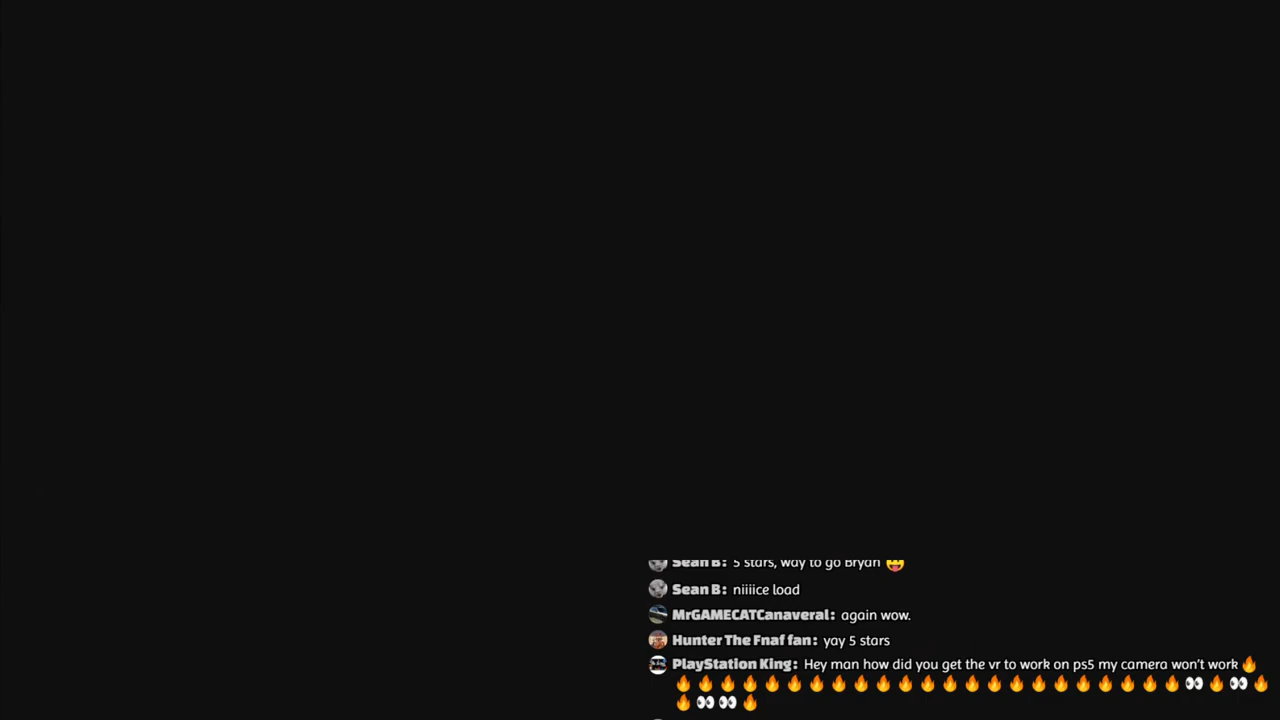 Sean B: 5 stars, way to go Bryan 😛
Sean B: niiiice load
MrGAMECATCanaveral: again wow.
Hunter The Fnaf fan: yay 5 stars
PlayStation King: Hey man how did you get the vr to work on ps5 my camera won't work 🔥
🔥🔥🔥🔥🔥🔥🔥🔥🔥🔥🔥🔥🔥🔥🔥🔥🔥🔥🔥🔥🔥🔥🔥👀🔥👀🔥
🔥👀👀🔥